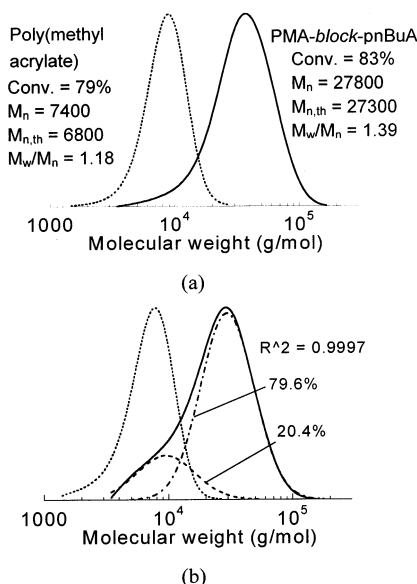 Poly(methyl
acrylate)
Conv. = 79%
Mn = 7400
Mn,th = 6800
Mw/Mn = 1.18
PMA-block-pnBuA
Conv. = 83%
Mn = 27800
Mn,th = 27300
Mw/Mn = 1.39
1000 10^4 10^5
Molecular weight (g/mol)
(a)
R^2 = 0.9997
79.6%
20.4%
1000 10^4 10^5
Molecular weight (g/mol)
(b)